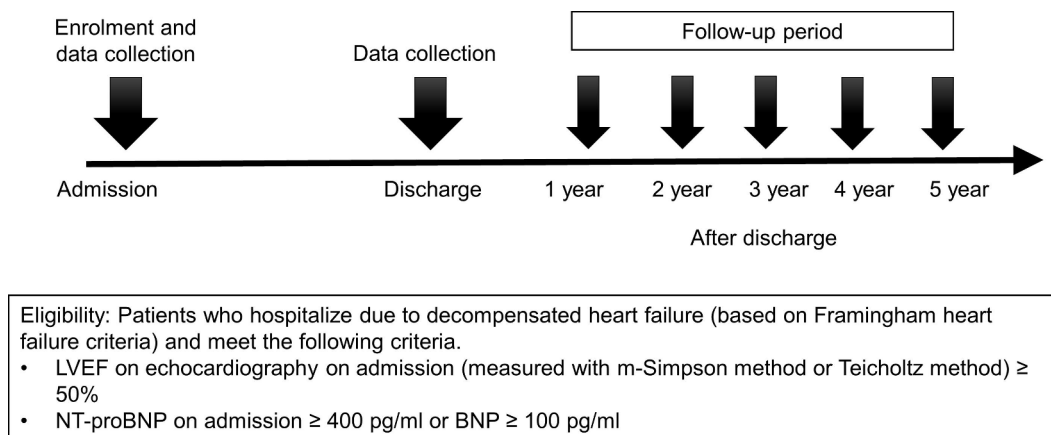 Enrolment and
data collection
Data collection
Follow-up period
Admission
Discharge
1 year
2 year
3 year
4 year
5 year
After discharge
Eligibility: Patients who hospitalize due to decompensated heart failure (based on Framingham heart
failure criteria) and meet the following criteria.
• LVEF on echocardiography on admission (measured with m-Simpson method or Teicholtz method) ≥
50%
• NT-proBNP on admission ≥ 400 pg/ml or BNP ≥ 100 pg/ml